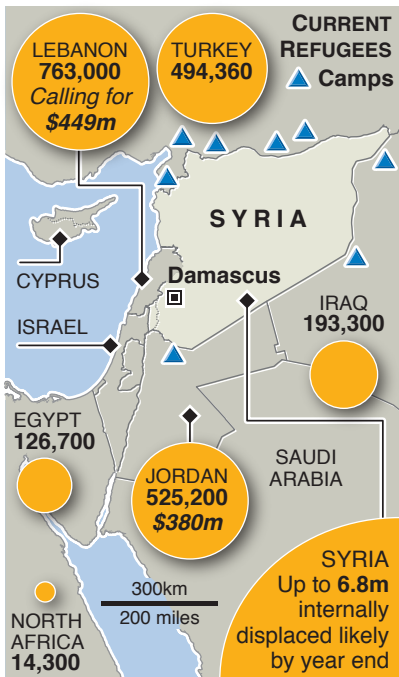 LEBANON
763,000
Calling for
$449m
TURKEY
494,360
CURRENT
REFUGEES
Camps
SYRIA
CYPRUS
Damascus
ISRAEL
IRAQ
193,300
EGYPT
126,700
JORDAN
525,200
$380m
SAUDI
ARABIA
300km
200 miles
NORTH
AFRICA
14,300
SYRIA
Up to 6.8m
internally
displaced likely
by year end